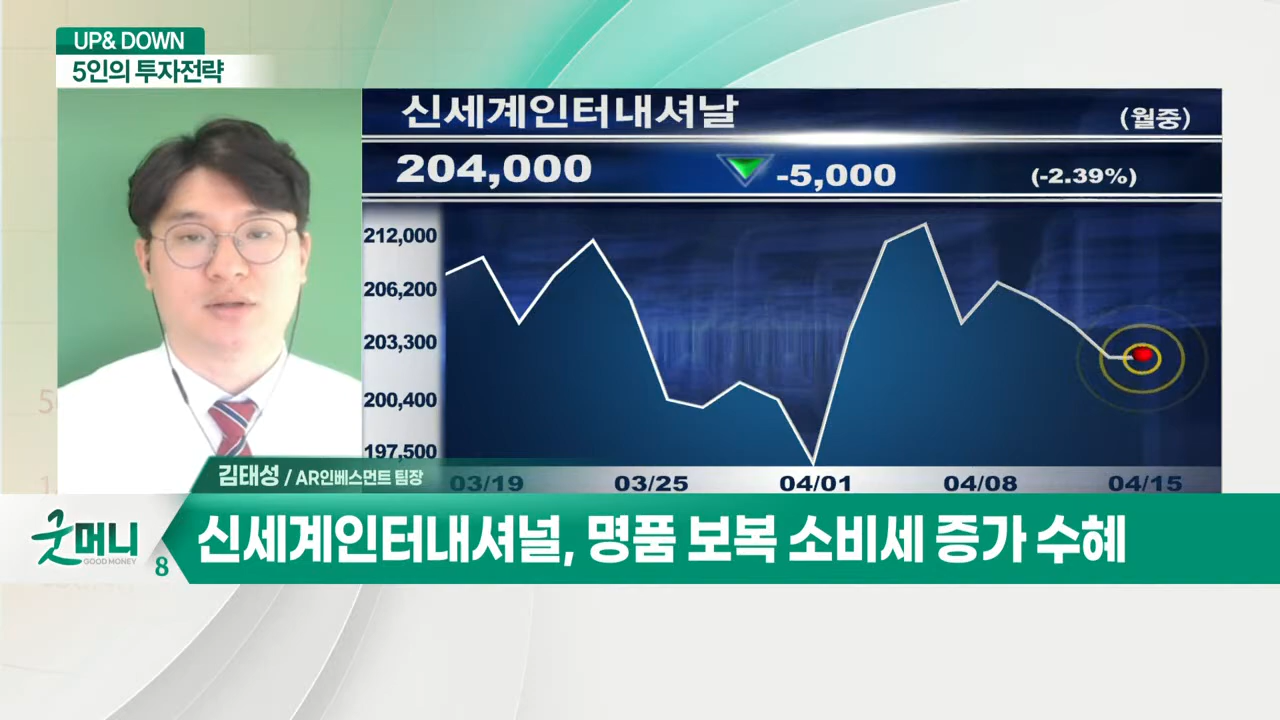 UP& DOWN
5인의 투자전략
신세계인터내셔날
(월중)
204,000
-5,000
(-2.39%)
212,000
206,200
203,300
200,400
197,500
03/19
03/25
04/01
04/08
04/15
김태성 / AR인베스먼트 팀장
굿머니
GOOD MONEY
8
신세계인터내셔널, 명품 보복 소비세 증가 수혜